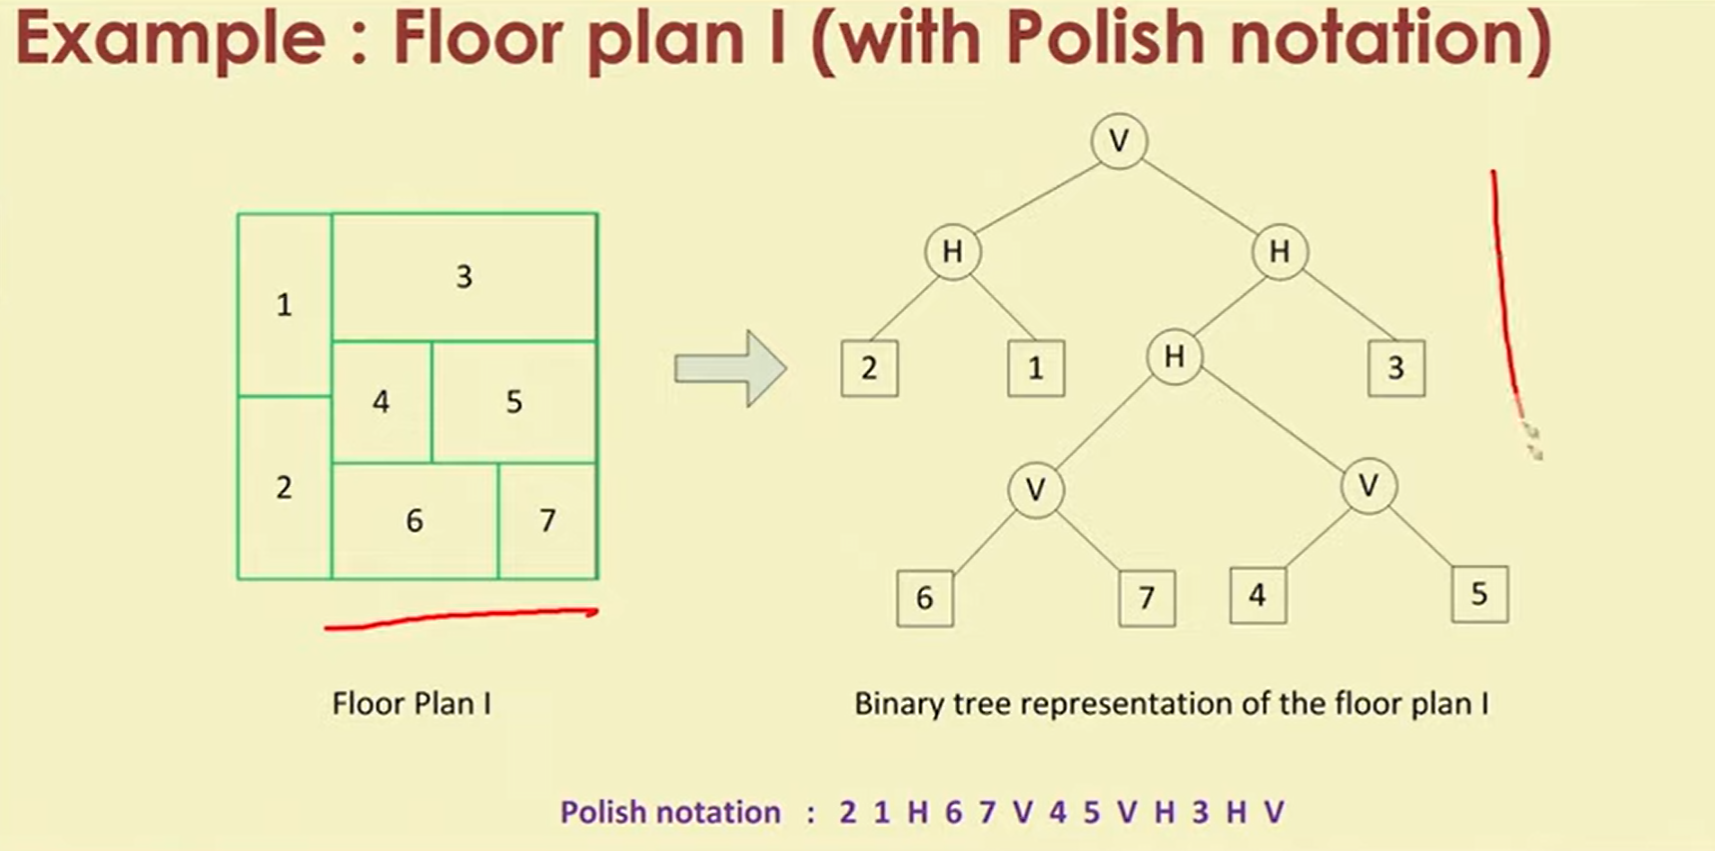 Example : Floor plan I (with Polish notation)
V
H H
1 3
2 1 H 3
4 5
2 6 7
V V
6 7 4 5
Floor Plan I
Binary tree representation of the floor plan I
Polish notation : 2 1 H 6 7 V 4 5 V H 3 H V